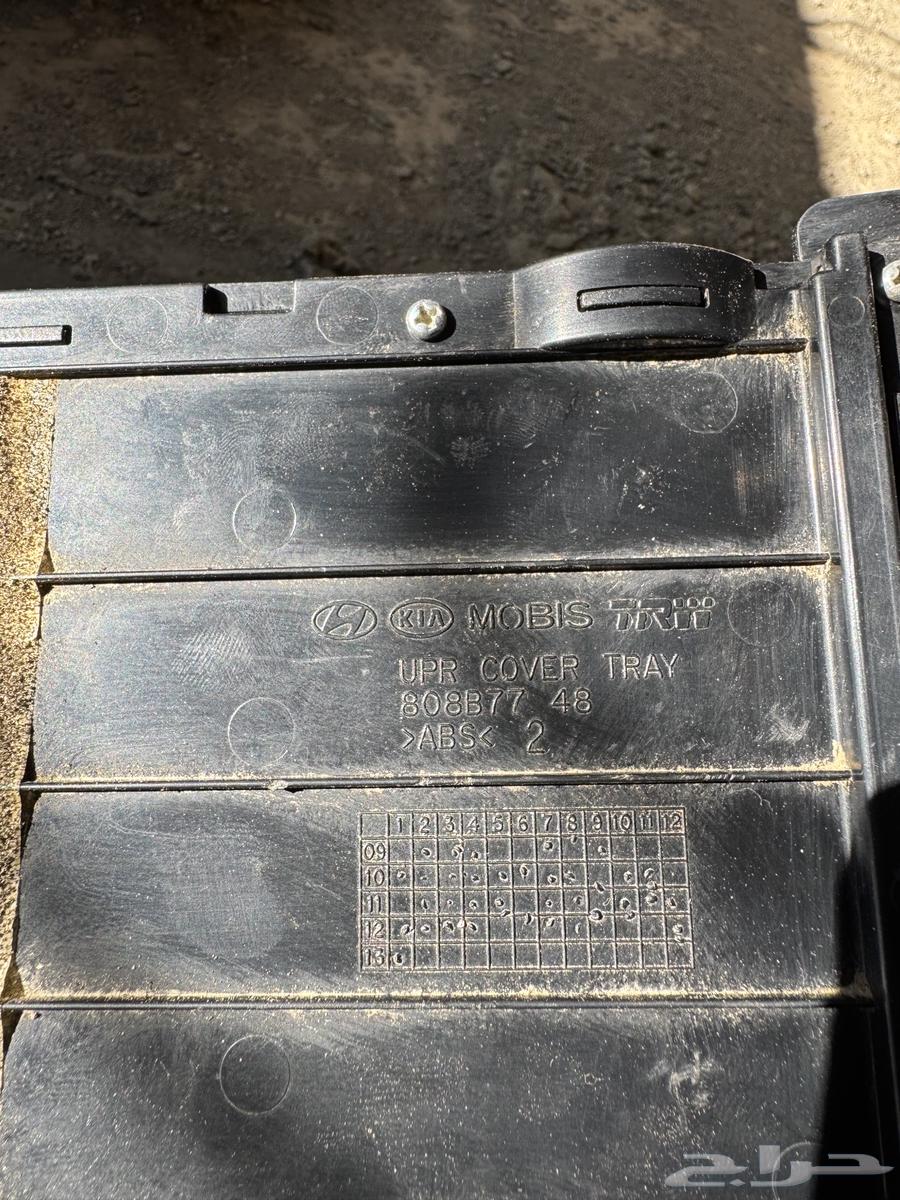 KIA MOBIS TRW
UPR COVER TRAY
808B77 48
>ABS< 2
1 2 3 4 5 6 7 8 9 10 11 12
09
10
11
12
13
حراج